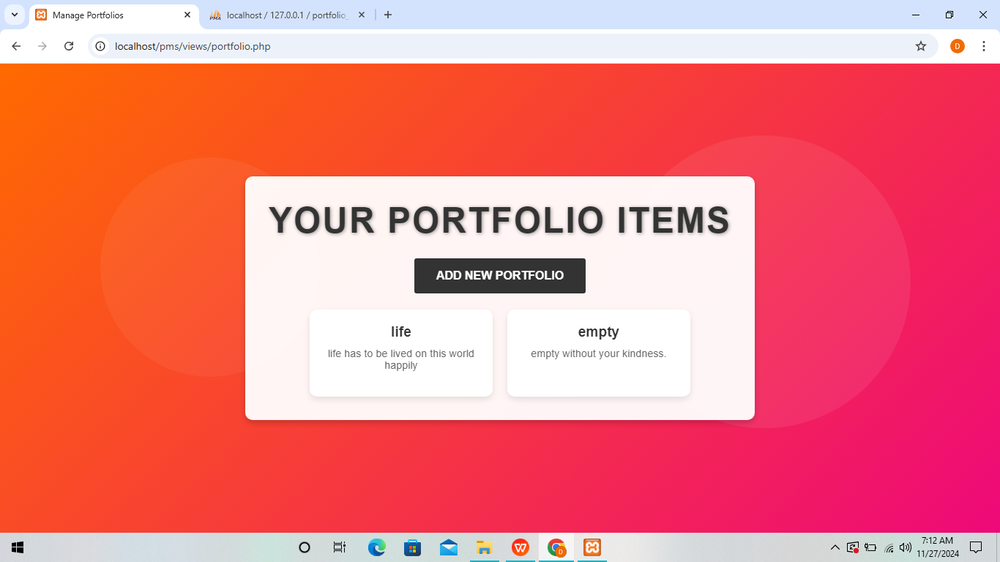 Manage Portfolios
localhost / 127.0.0.1 / portfolio_
localhost/pms/views/portfolio.php
D
YOUR PORTFOLIO ITEMS
ADD NEW PORTFOLIO
life
life has to be lived on this world
happily
empty
empty without your kindness.
D
7:12 AM
11/27/2024